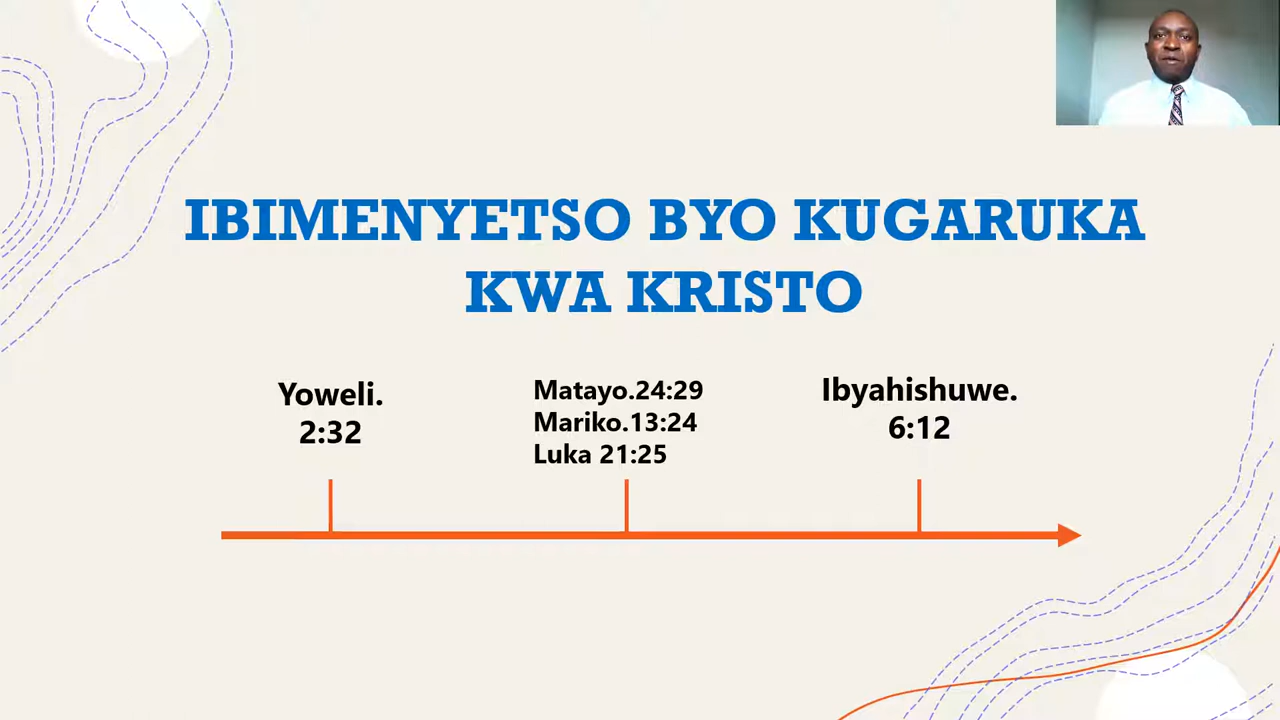 IBIMENYETSO BYO KUGARUKA
KWA KRISTO
Yoweli.
2:32
Matayo.24:29
Mariko.13:24
Luka 21:25
Ibyahishuwe.
6:12